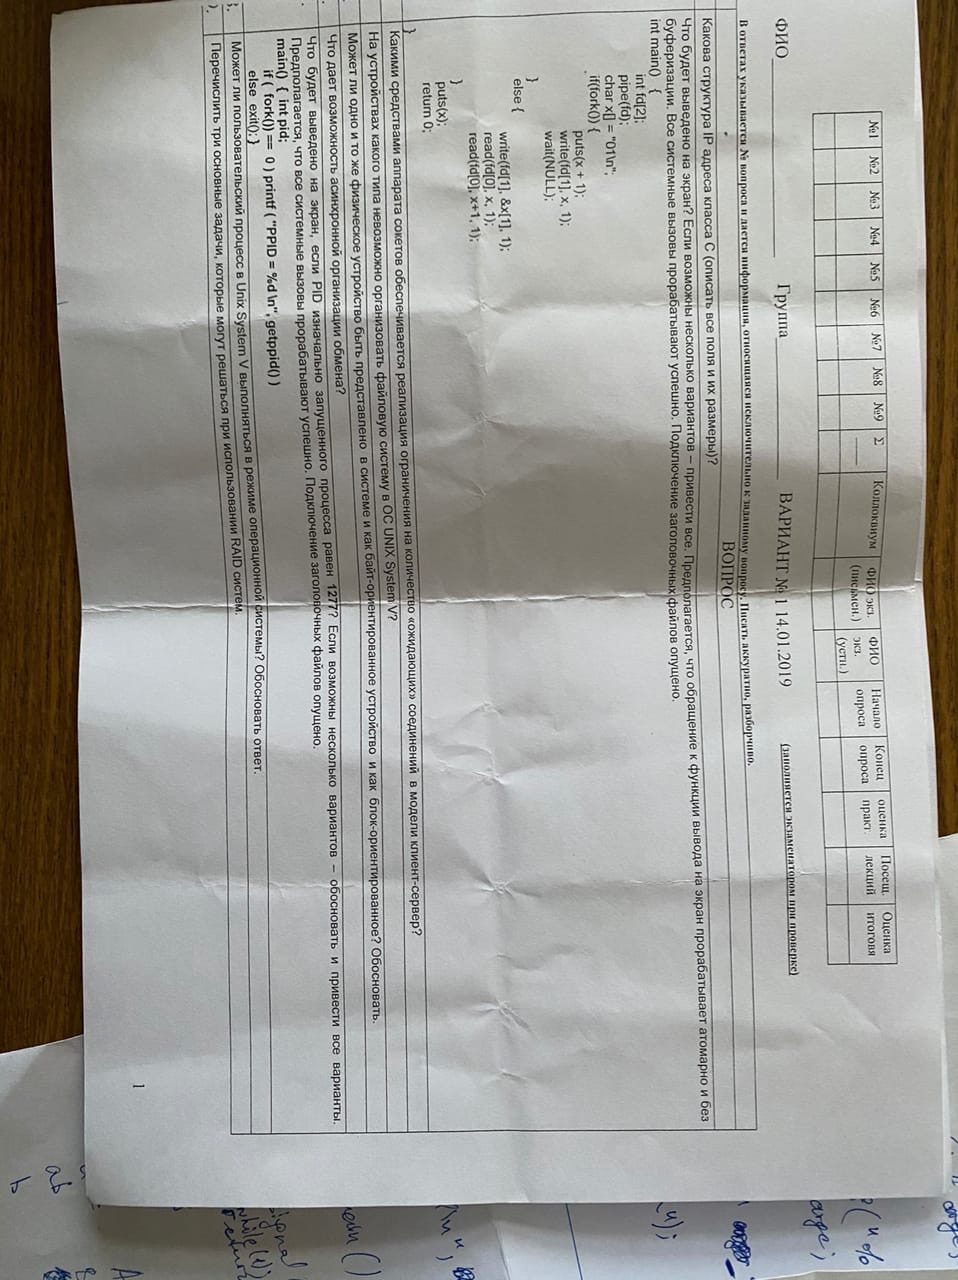 №1 №2 №3 №4 №5 №6 №7 №8 №9 Σ Коллоквиум ФИО экз. (письмен.) ФИО экз. (устн.) Начало опроса Конец опроса оценка практ. Посещ. лекций Оценка итоговя
ФИО Группа ВАРИАНТ № 1 14.01.2019 (заполняется экзаменатором при проверке)
В ответах указывается № вопроса и дается информация, относящаяся исключительно к заданному вопросу. Писать аккуратно, разборчиво.
ВОПРОС
Какова структура IP адреса класса С (описать все поля и их размеры)?
Что будет выведено на экран? Если возможны несколько вариантов – привести все. Предполагается, что обращение к функции вывода на экран прорабатывает атомарно и без
буферизации. Все системные вызовы прорабатывают успешно. Подключение заголовочных файлов опущено.
int main() {
int fd[2];
pipe(fd);
char x[] = "01\n";
if(fork()) {
puts(x + 1);
write(fd[1], x, 1);
wait(NULL);
}
else {
write(fd[1], &x[1], 1);
read(fd[0], x, 1);
read(fd[0], x+1, 1);
}
puts(x);
return 0;
}
Какими средствами аппарата сокетов обеспечивается реализация ограничения на количество «ожидающих» соединений в модели клиент-сервер?
На устройствах какого типа невозможно организовать файловую систему в ОС UNIX System V?
Может ли одно и то же физическое устройство быть представлено в системе и как байт-ориентированное устройство и как блок-ориентированное? Обосновать.
Что дает возможность асинхронной организации обмена?
Что будет выведено на экран, если PID изначально запущенного процесса равен 1277? Если возможны несколько вариантов – обосновать и привести все варианты.
Предполагается, что все системные вызовы прорабатывают успешно. Подключение заголовочных файлов опущено.
main() { int pid;
if ( fork()) == 0 ) printf ( "PPID = %d \n", getppid() )
else exit(); }
Может ли пользовательский процесс в Unix System V выполняться в режиме операционной системы? Обосновать ответ.
Перечислить три основные задачи, которые могут решаться при использовании RAID систем.
1
ab
b